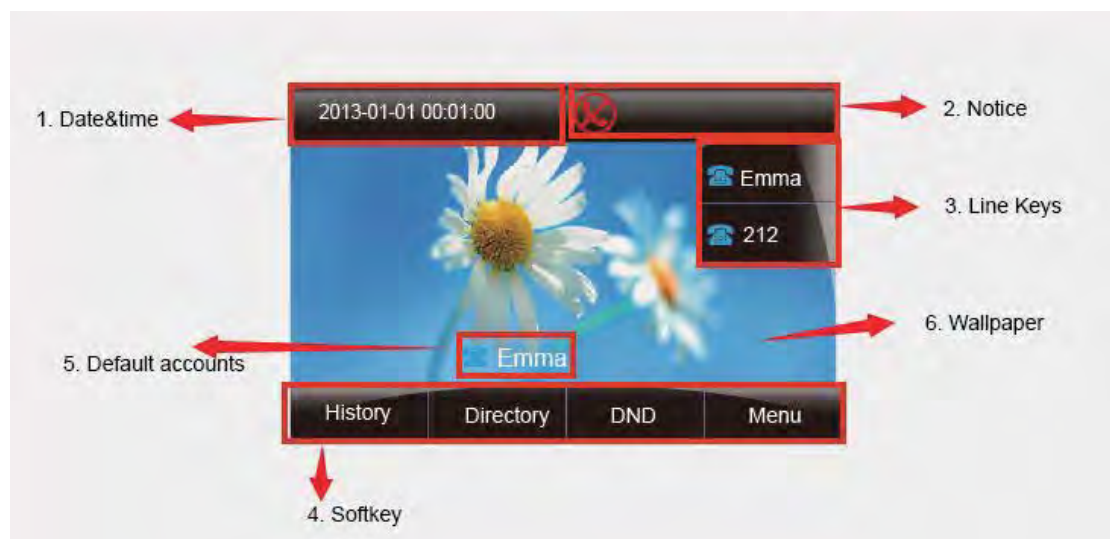 1. Date&time
2013-01-01 00:01:00
2. Notice
Emma
212
3. Line Keys
6. Wallpaper
5. Default accounts
Emma
History Directory DND Menu
4. Softkey